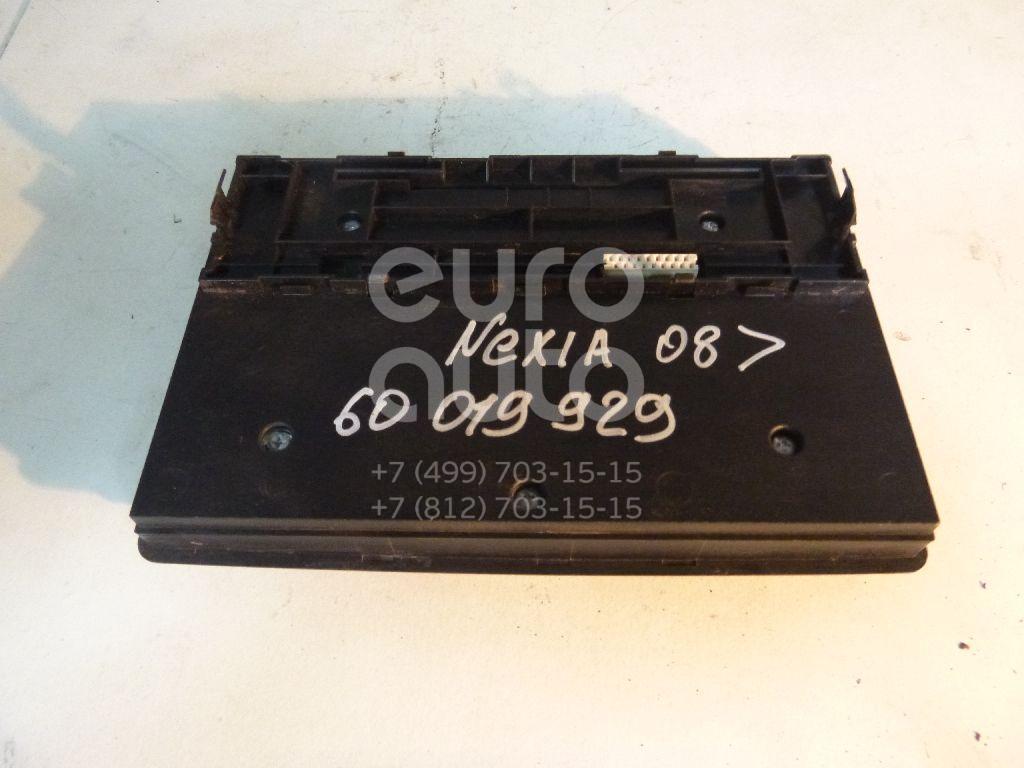 euro
NEXIA 08 >
auto
60 019 929
+7 (499) 703-15-15
+7 (812) 703-15-15